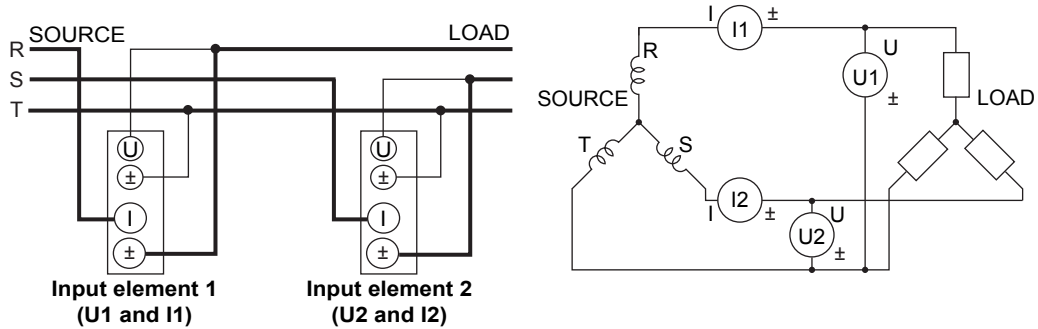 SOURCE
LOAD
R
S
T
U
±
I
±
U
±
I
±
Input element 1
(U1 and I1)
Input element 2
(U2 and I2)
I
I1
±
R
U
U1
±
SOURCE
LOAD
T
S
I
I2
±
U
U2
±